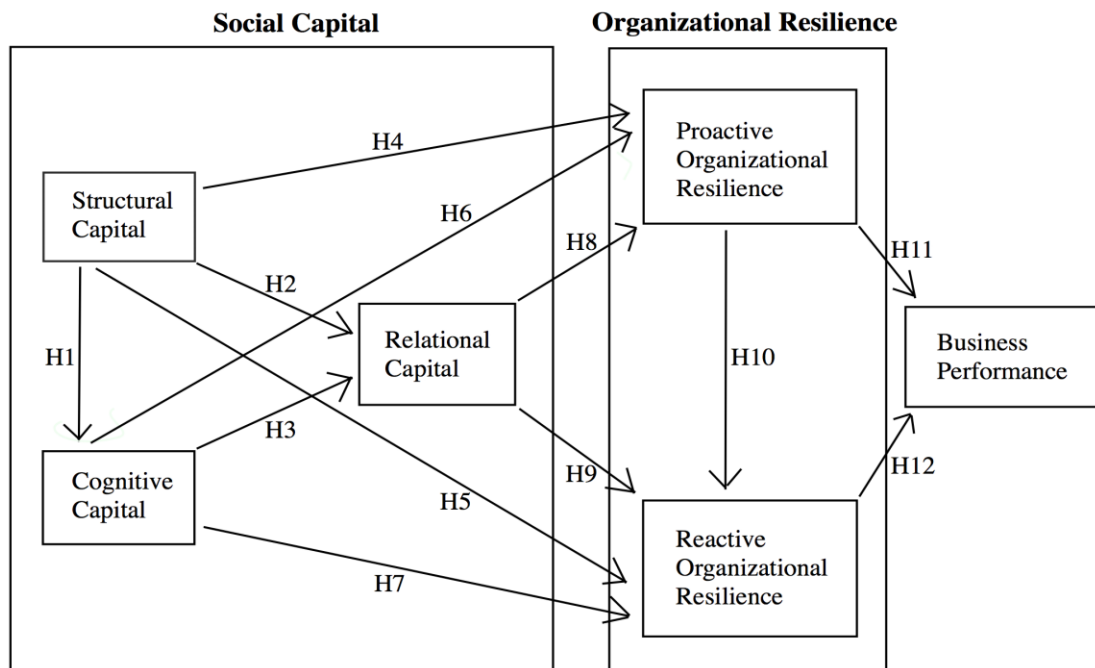 Social Capital
Organizational Resilience
H4
Proactive
Organizational
Resilience
Structural
Capital
H6
H8
H11
H2
Relational
Capital
H1
H10
Business
Performance
H3
H9
H12
Cognitive
Capital
H5
Reactive
Organizational
Resilience
H7